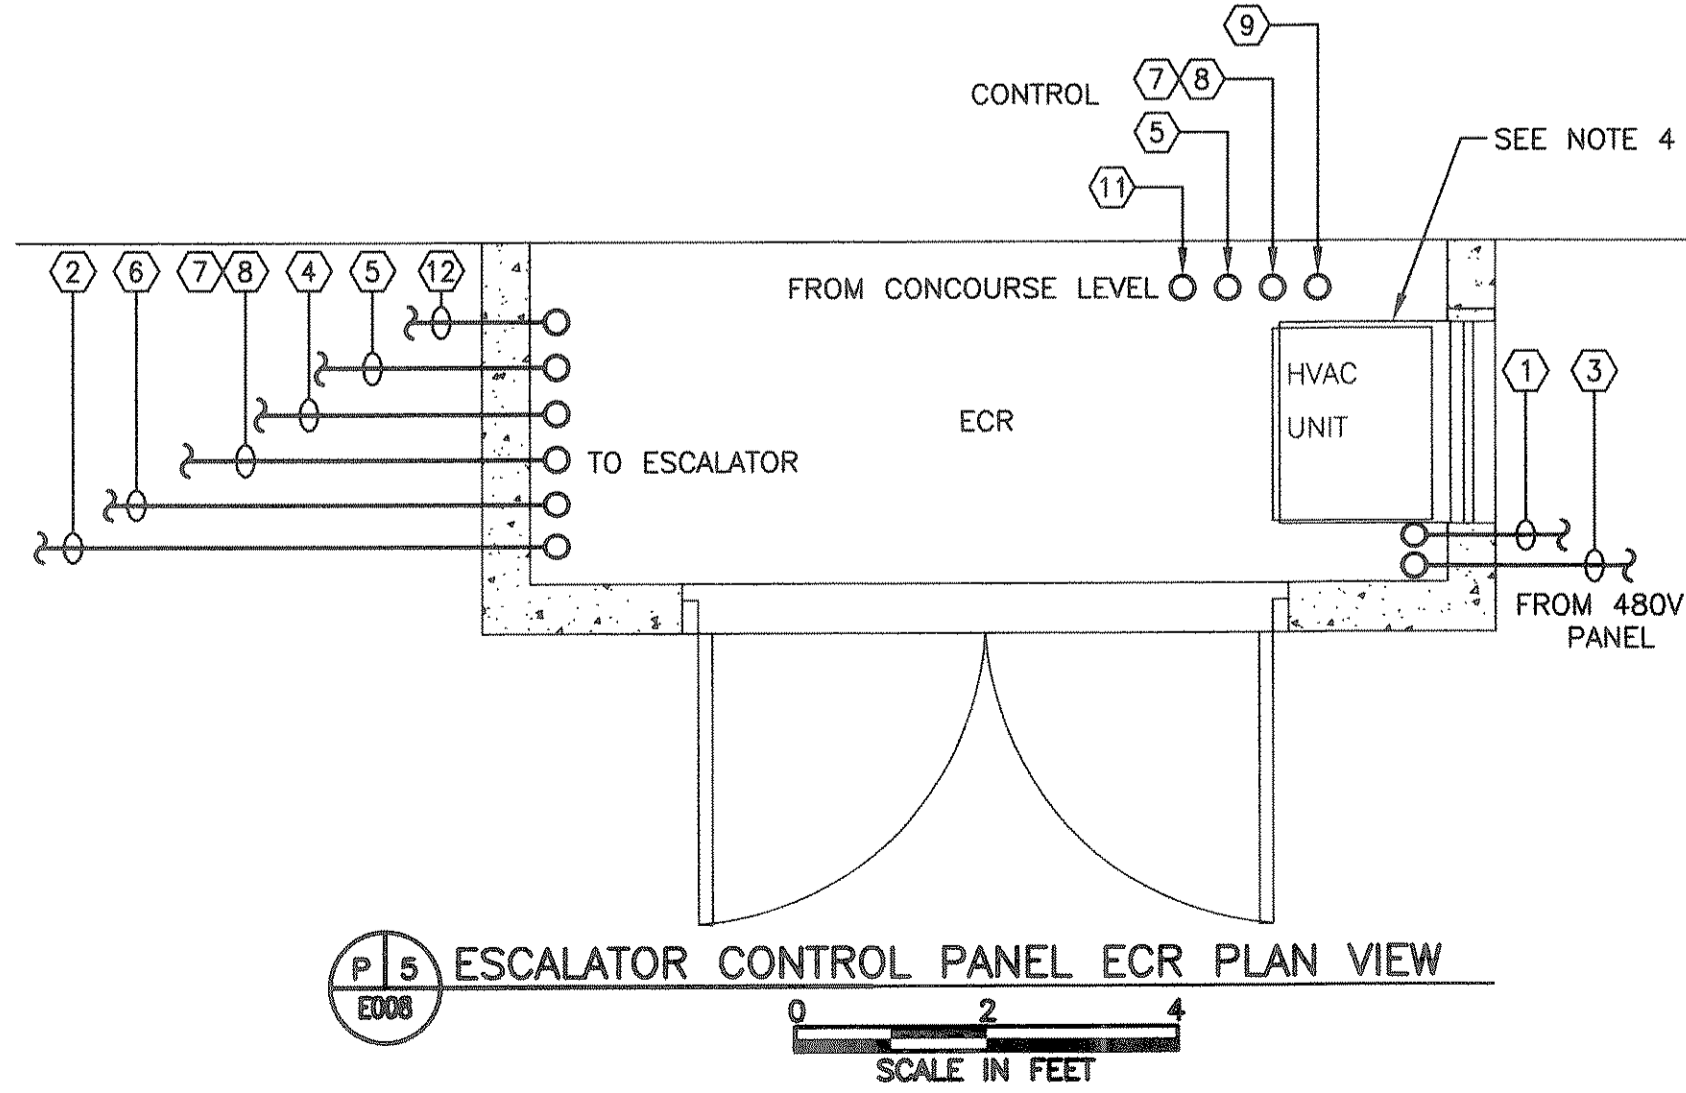 9
CONTROL 7 8
5
SEE NOTE 4
11
2 6 7 8 4 5 12
FROM CONCOURSE LEVEL
HVAC
UNIT
1 3
ECR
TO ESCALATOR
FROM 480V
PANEL
P 5
E008
ESCALATOR CONTROL PANEL ECR PLAN VIEW
0 2 4
SCALE IN FEET